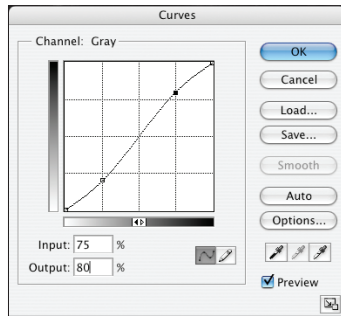 Curves
Channel: Gray
OK
Cancel
Load...
Save...
Smooth
Auto
Options...
Input: 75 %
Output: 80 %
Preview